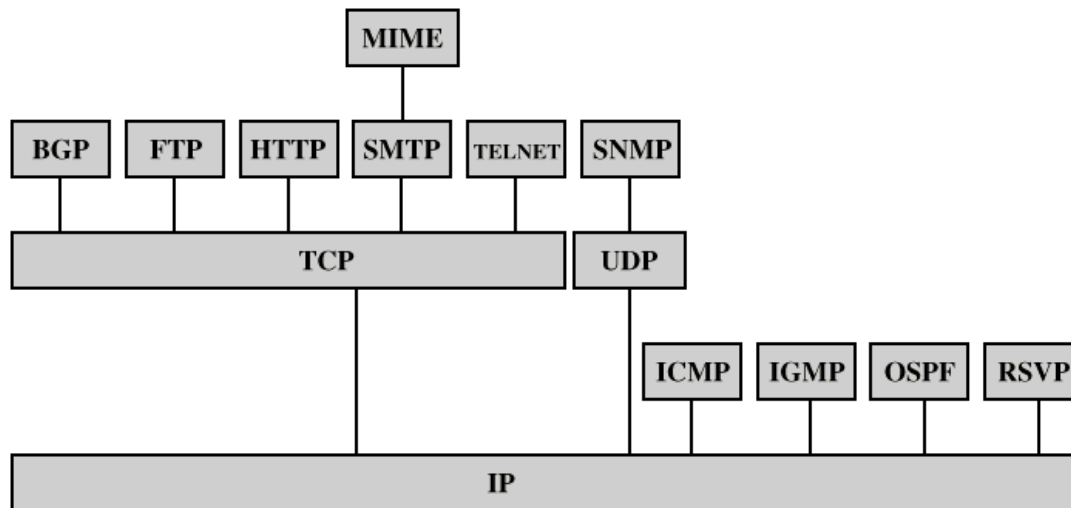 MIME
BGP FTP HTTP SMTP TELNET SNMP
TCP UDP
ICMP IGMP OSPF RSVP
IP